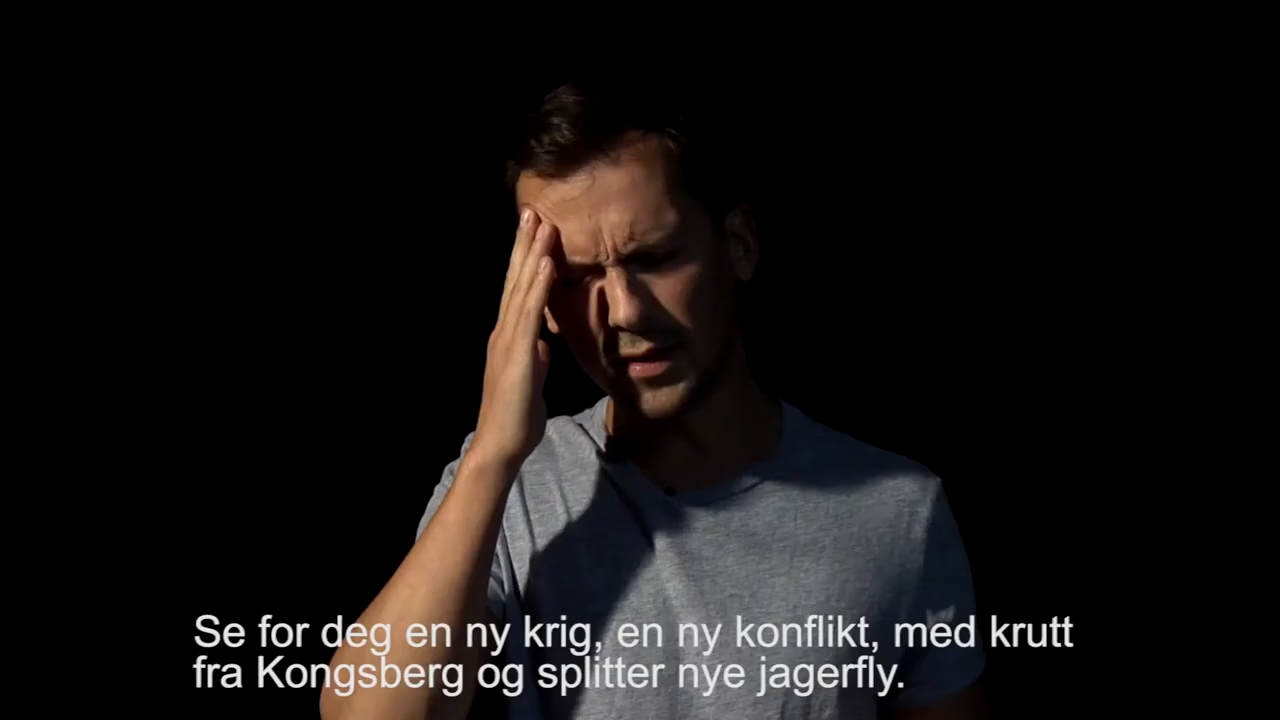 Se for deg en ny krig, en ny konflikt, med krutt
fra Kongsberg og splitter nye jagerfly.